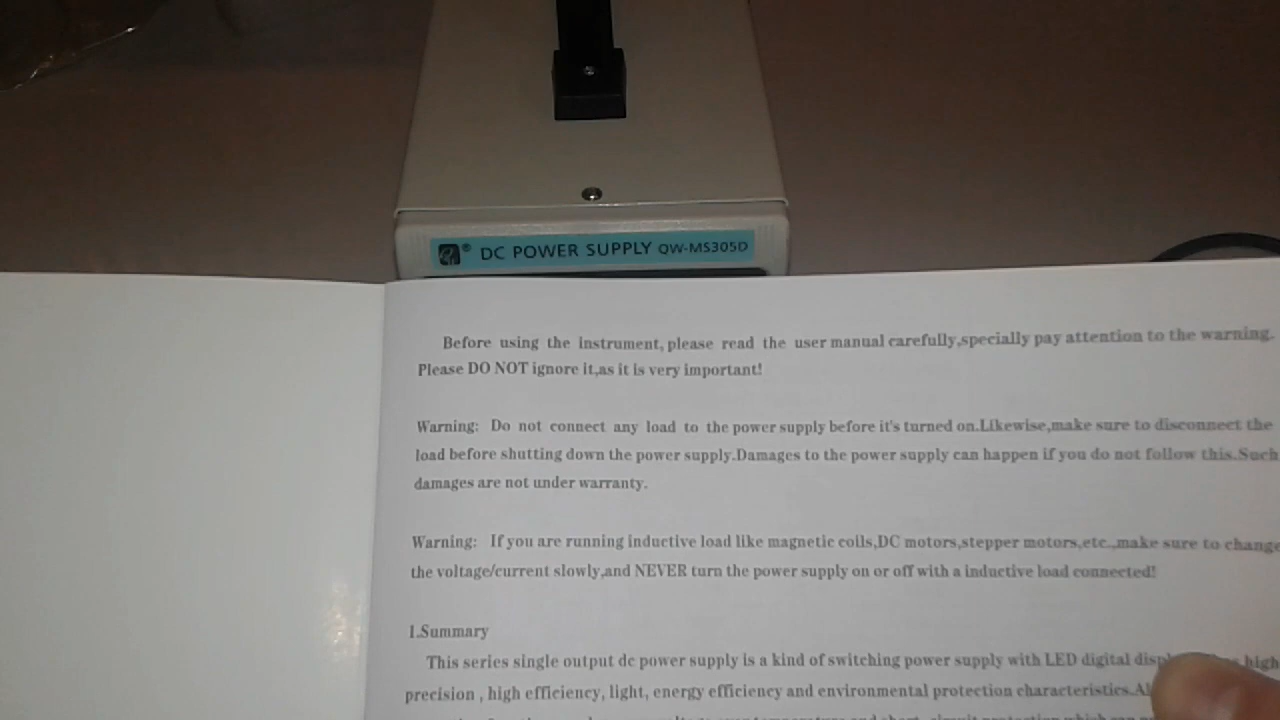 ® DC POWER SUPPLY QW-MS305D
Before using the instrument, please read the user manual carefully,specially pay attention to the warning.
Please DO NOT ignore it,as it is very important!
Warning: Do not connect any load to the power supply before it's turned on.Likewise,make sure to disconnect the
load before shutting down the power supply.Damages to the power supply can happen if you do not follow this.Such
damages are not under warranty.
Warning: If you are running inductive load like magnetic coils,DC motors,stepper motors,etc.,make sure to change
the voltage/current slowly,and NEVER turn the power supply on or off with a inductive load connected!
1.Summary
This series single output dc power supply is a kind of switching power supply with LED digital high
precision , high efficiency, light, energy efficiency and environmental protection characteristics.